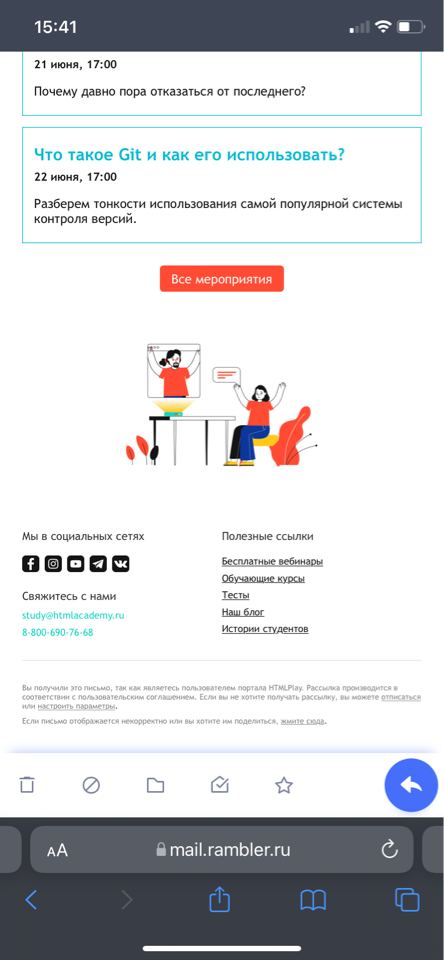 15:41
21 июня, 17:00
Почему давно пора отказаться от последнего?
Что такое Git и как его использовать?
22 июня, 17:00
Разберем тонкости использования самой популярной системы
контроля версий.
Все мероприятия
Мы в социальных сетях
Свяжитесь с нами
study@htmlacademy.ru
8-800-690-76-68
Полезные ссылки
Бесплатные вебинары
Обучающие курсы
Тесты
Наш блог
Истории студентов
Вы получили это письмо, так как являетесь пользователем портала HTMLPlay. Рассылка производится в
соответствии с пользовательским соглашением. Если вы не хотите получать рассылку, вы можете отписаться
или настроить параметры.
Если письмо отображается некорректно или вы хотите им поделиться, жмите сюда.
AA mail.rambler.ru